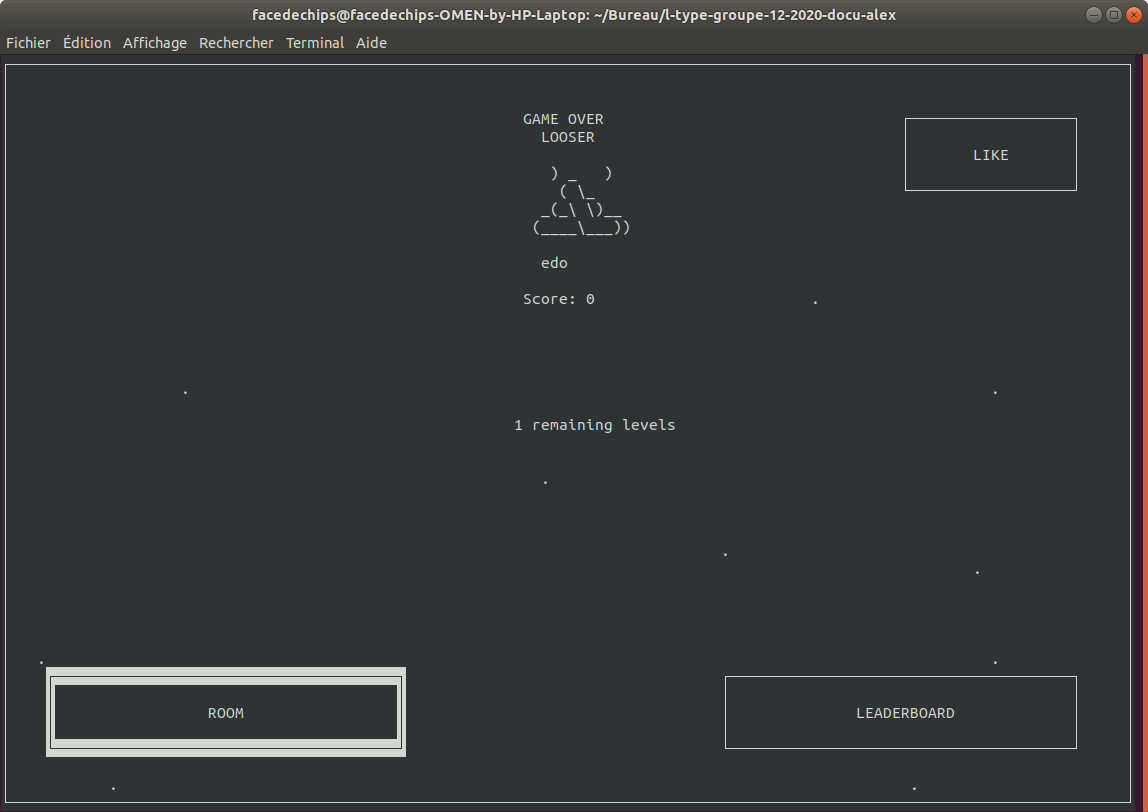 facedechips@facedechips-OMEN-by-HP-Laptop: ~/Bureau/l-type-groupe-12-2020-docu-alex
Fichier Édition Affichage Rechercher Terminal Aide
GAME OVER
LOOSER
LIKE
) _   )
( \_
_(_\ \)__
(____\___))
edo
Score: 0
1 remaining levels
ROOM
LEADERBOARD